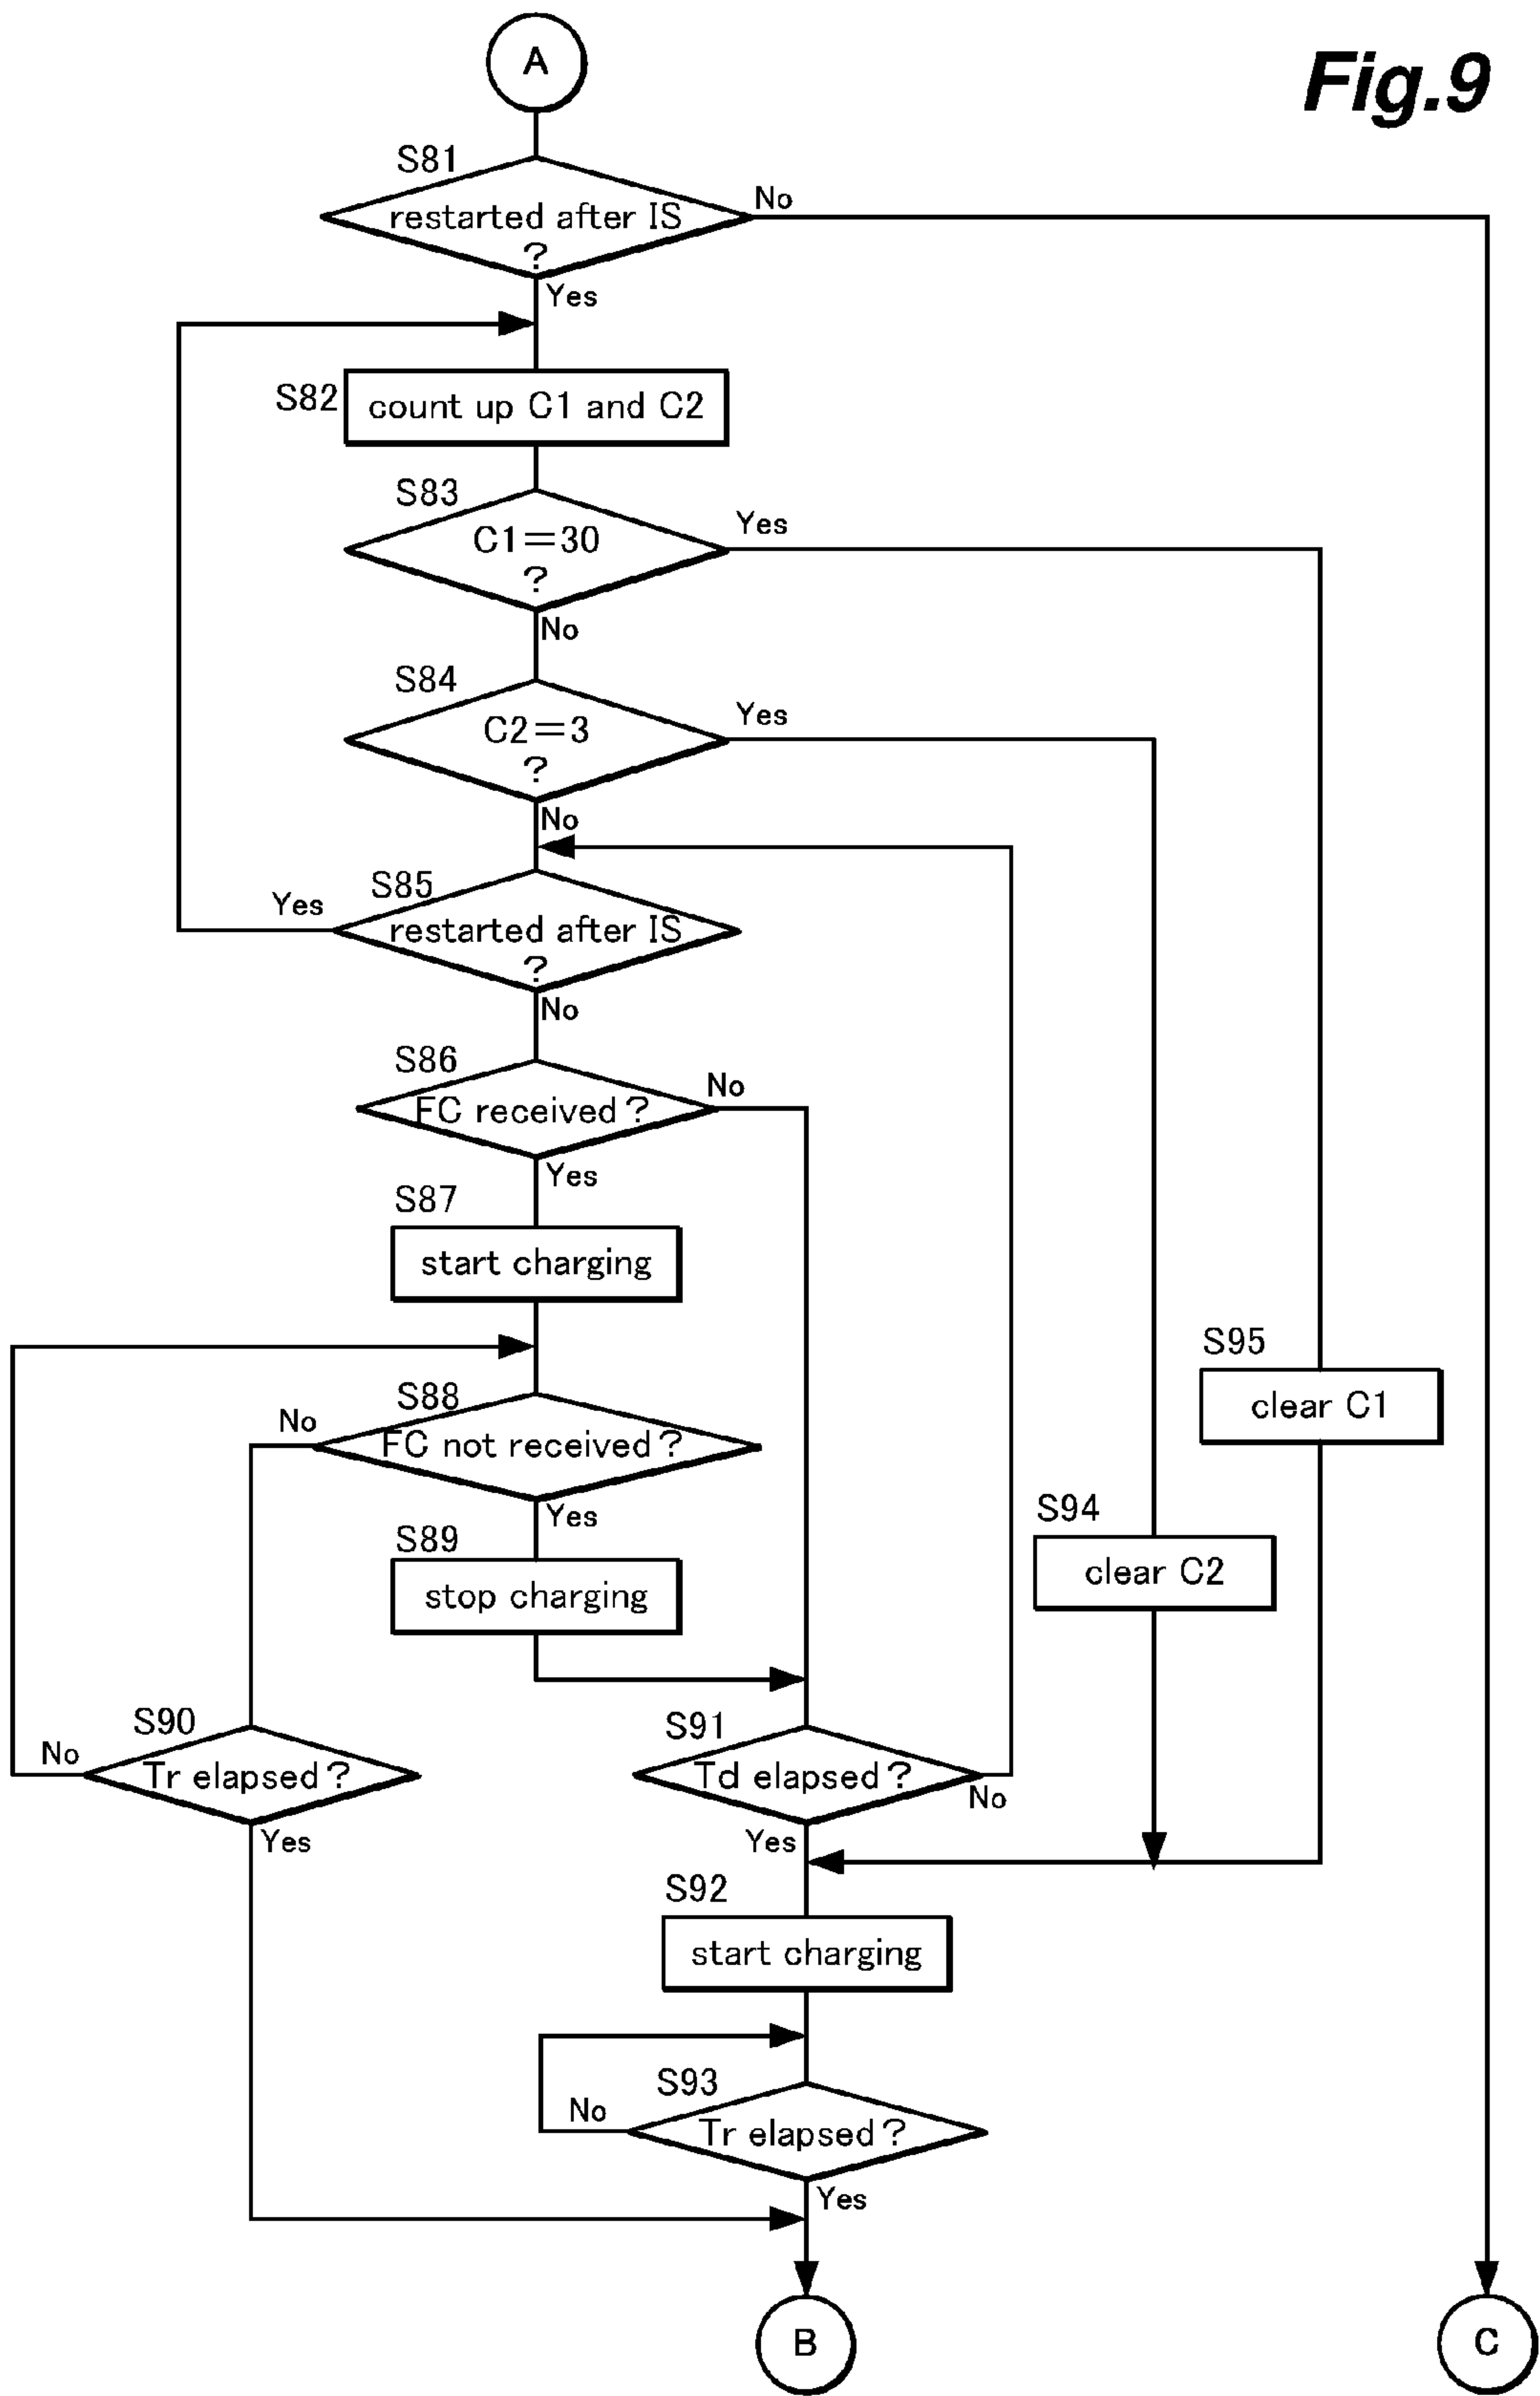 Fig.9
A
S81
restarted after IS
?
No
Yes
S82
count up C1 and C2
S83
C1=30
?
Yes
No
S84
C2=3
?
Yes
No
S85
restarted after IS
?
Yes
No
S86
FC received?
No
Yes
S87
start charging
S95
clear C1
S88
FC not received?
No
Yes
S94
clear C2
S89
stop charging
S90
Tr elapsed?
No
Yes
S91
Td elapsed?
No
Yes
S92
start charging
S93
Tr elapsed?
No
Yes
B
C